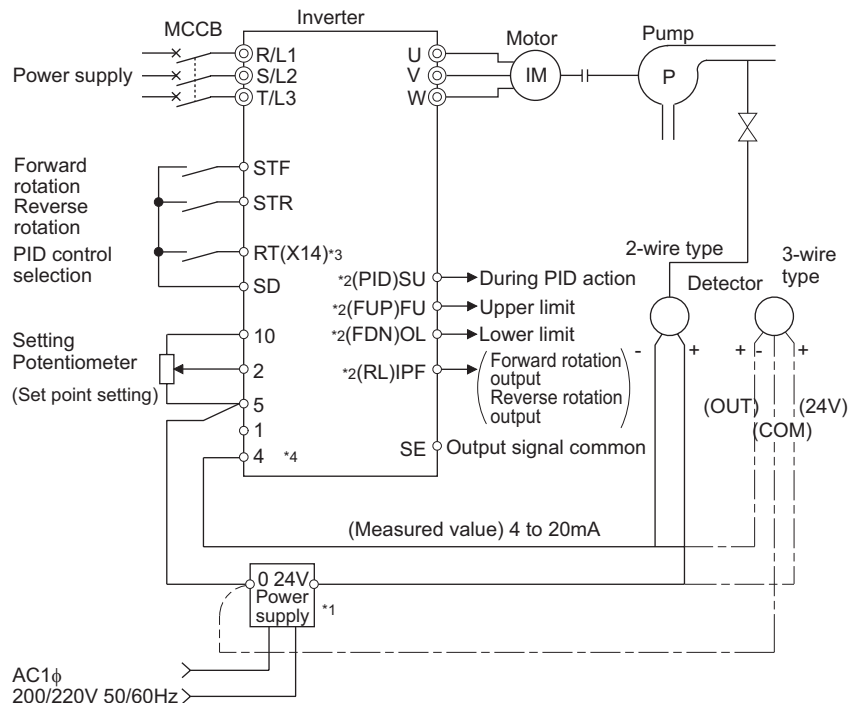 Inverter
MCCB
Motor
Pump
R/L1
U
Power supply
S/L2
V
IM
P
T/L3
W
Forward
rotation
STF
Reverse
rotation
STR
PID control
selection
RT(X14)*3
2-wire type
3-wire
type
SD
*2(PID)SU
During PID action
Detector
*2(FUP)FU
Upper limit
*2(FDN)OL
Lower limit
Setting
Potentiometer
(Set point setting)
10
2
5
1
4 *4
*2(RL)IPF
Forward rotation
output
Reverse rotation
output
- + + - +
(OUT) (24V)
(COM)
SE Output signal common
(Measured value) 4 to 20mA
0 24V
Power
supply
*1
AC1ϕ
200/220V 50/60Hz